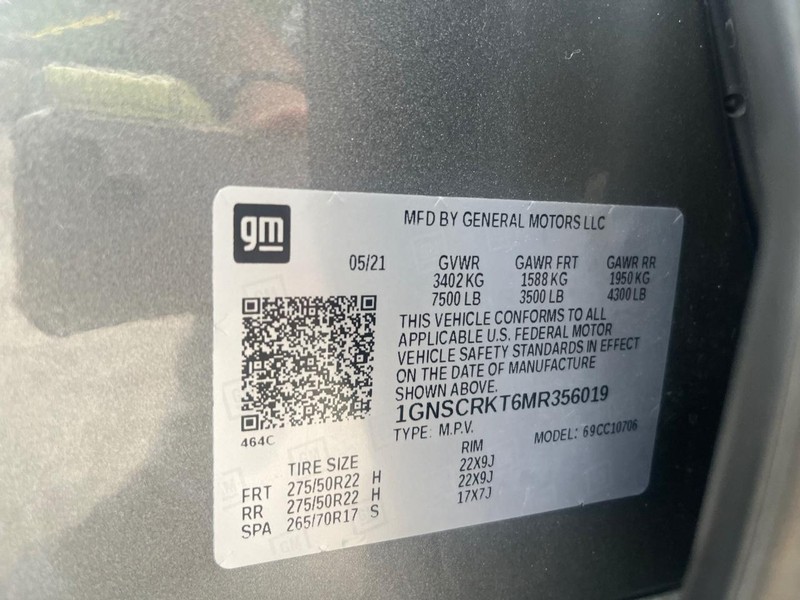 gm
MFD BY GENERAL MOTORS LLC
05/21 GVWR GAWR FRT GAWR RR
3402 KG 1588 KG 1950 KG
7500 LB 3500 LB 4300 LB
THIS VEHICLE CONFORMS TO ALL
APPLICABLE U.S. FEDERAL MOTOR
VEHICLE SAFETY STANDARDS IN EFFECT
ON THE DATE OF MANUFACTURE
SHOWN ABOVE.
1GNSCRKT6MR356019
464C
TYPE: M.P.V. MODEL: 69CC10706
TIRE SIZE RIM
FRT 275/50R22 H 22X9J
RR 275/50R22 H 22X9J
SPA 265/70R17 S 17X7J